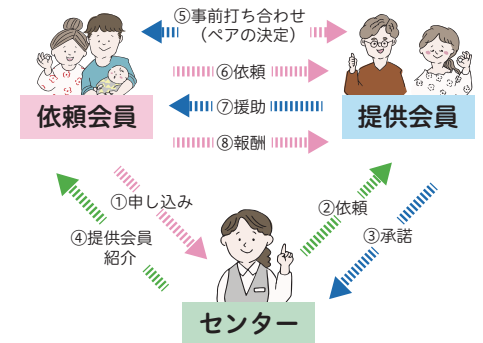 ⑤事前打ち合わせ
（ペアの決定）
⑥依頼
⑦援助
⑧報酬
依頼会員
提供会員
①申し込み
②依頼
③承諾
④提供会員
紹介
センター